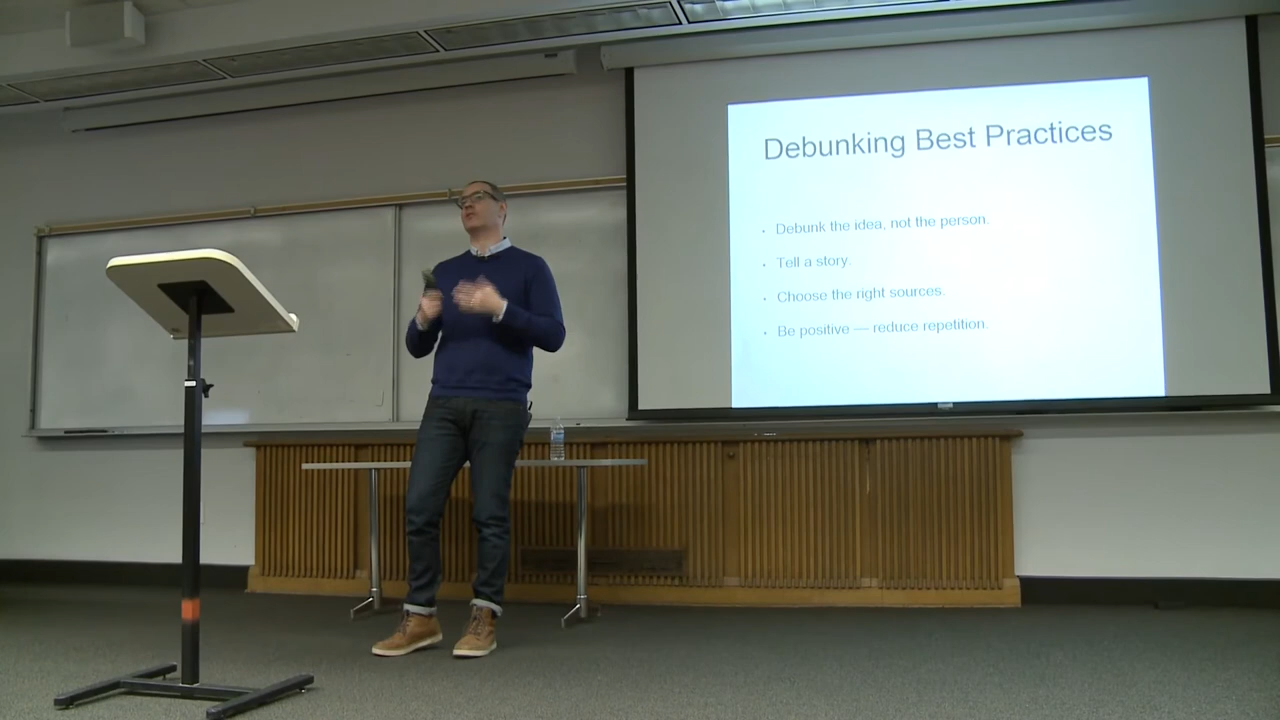 Debunking Best Practices
• Debunk the idea, not the person.
• Tell a story.
• Choose the right sources.
• Be positive — reduce repetition.